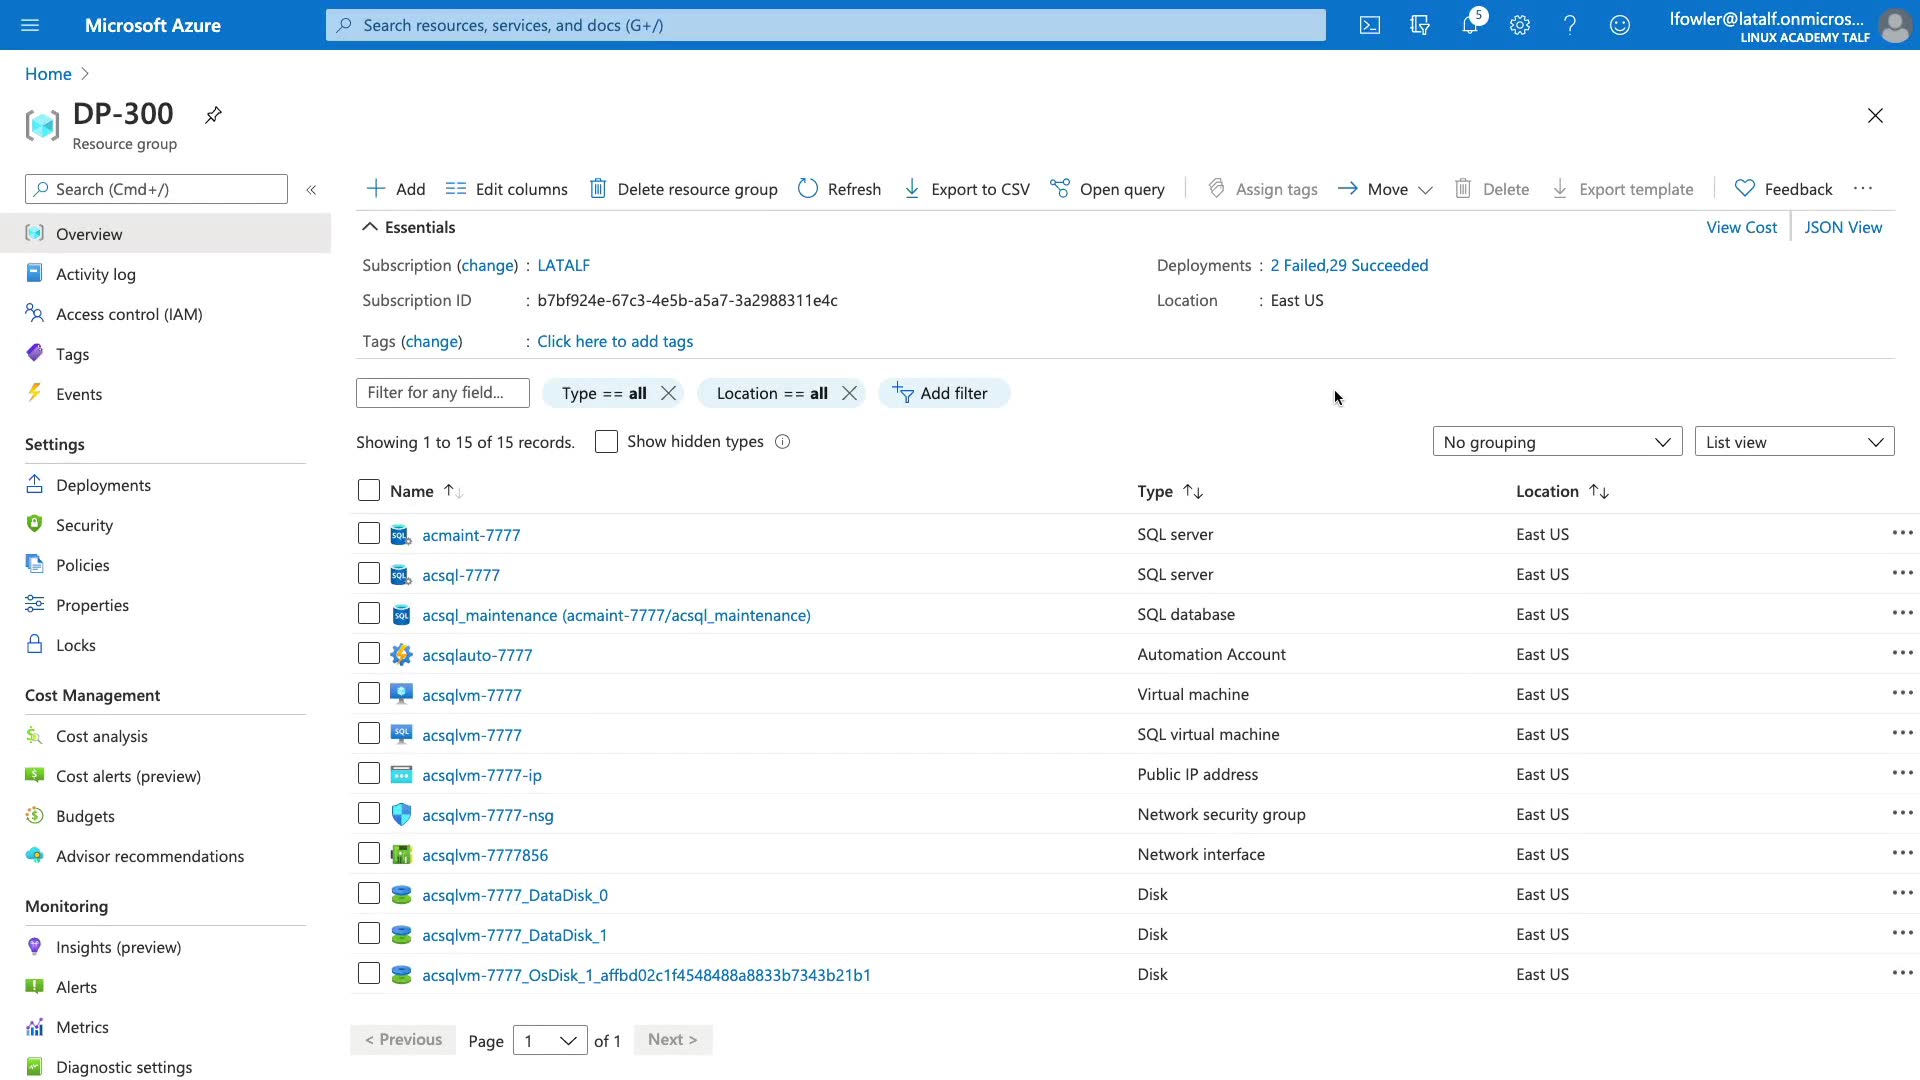 Microsoft Azure
Search resources, services, and docs (G+/)
5
lfowler@latalf.onmicros...
LINUX ACADEMY TALF
Home
DP-300
Resource group
Search (Cmd+/)
«
Overview
Activity log
Access control (IAM)
Tags
Events
Settings
Deployments
Security
Policies
Properties
Locks
Cost Management
Cost analysis
Cost alerts (preview)
Budgets
Advisor recommendations
Monitoring
Insights (preview)
Alerts
Metrics
Diagnostic settings
Add Edit columns Delete resource group Refresh Export to CSV Open query Assign tags Move Delete Export template Feedback ...
Essentials
View Cost JSON View
Subscription (change) : LATALF
Deployments : 2 Failed,29 Succeeded
Subscription ID : b7bf924e-67c3-4e5b-a5a7-3a2988311e4c
Location : East US
Tags (change) : Click here to add tags
Filter for any field... Type == all Location == all Add filter
Showing 1 to 15 of 15 records. Show hidden types
No grouping List view
Name Type Location
acmaint-7777 SQL server East US
acsql-7777 SQL server East US
acsql_maintenance (acmaint-7777/acsql_maintenance) SQL database East US
acsqlauto-7777 Automation Account East US
acsqlvm-7777 Virtual machine East US
acsqlvm-7777 SQL virtual machine East US
acsqlvm-7777-ip Public IP address East US
acsqlvm-7777-nsg Network security group East US
acsqlvm-7777856 Network interface East US
acsqlvm-7777_DataDisk_0 Disk East US
acsqlvm-7777_DataDisk_1 Disk East US
acsqlvm-7777_OsDisk_1_affbd02c1f4548488a8833b7343b21b1 Disk East US
< Previous Page 1 of 1 Next >